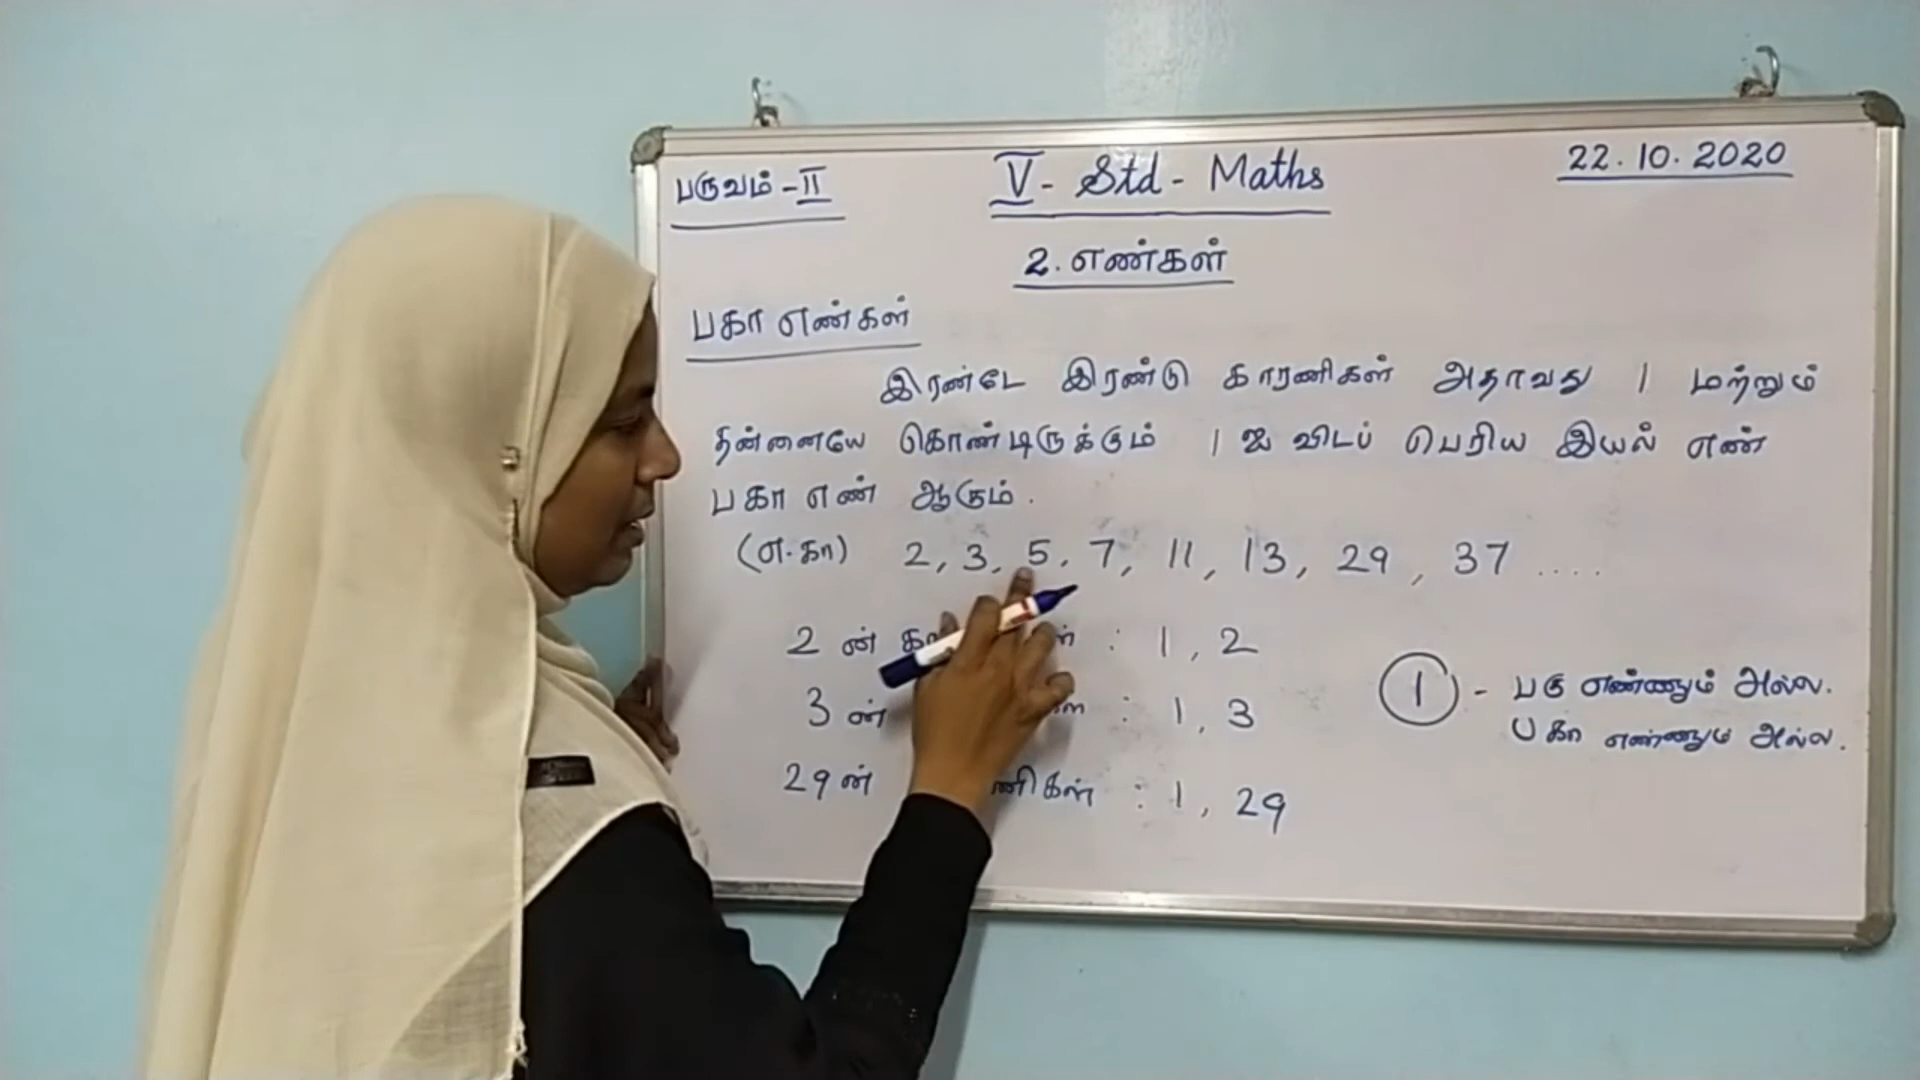 பருவம் - II
V - Std - Maths
22.10.2020
2. எண்கள்
பகா எண்கள்
இரண்டே இரண்டு காரணிகள் அதாவது 1 மற்றும்
தன்னையே கொண்டிருக்கும் 1 ஐ விடப் பெரிய இயல் எண்
பகா எண் ஆகும்.
(எ.கா) 2, 3, 5, 7, 11, 13, 29, 37 ....
2 ன் : 1, 2
3 ன் : 1, 3
29 ன் : 1, 29
1 - பகு எண்ணும் அல்ல.
பகா எண்ணும் அல்ல.